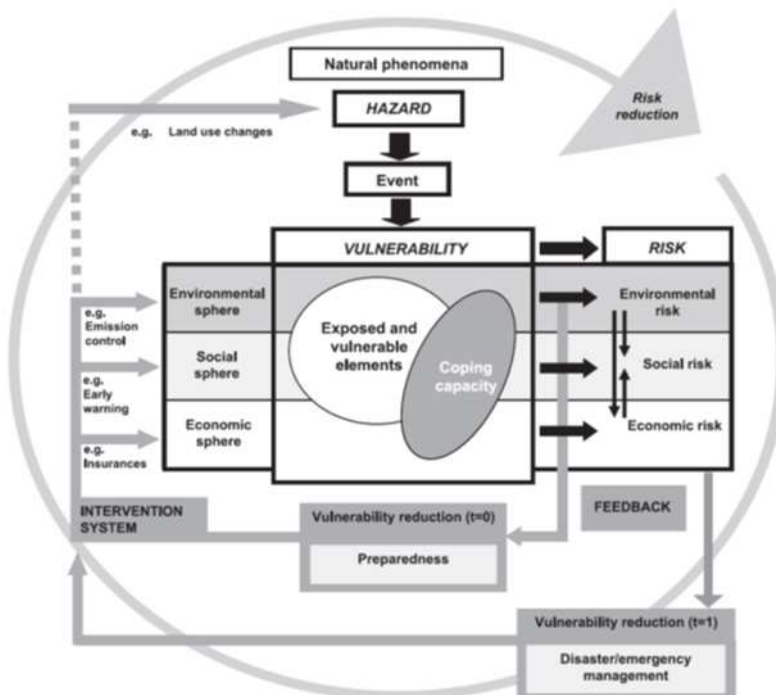 Natural phenomena
Risk
reduction
HAZARD
e.g. Land use changes
Event
VULNERABILITY
RISK
Environmental
sphere
Environmental
risk
e.g.
Emission
control
Exposed and
vulnerable
elements
Social
sphere
Coping
capacity
Social risk
e.g.
Early
warning
Economic
sphere
Economic risk
e.g.
Insurances
INTERVENTION
SYSTEM
Vulnerability reduction (t=0)
FEEDBACK
Preparedness
Vulnerability reduction (t=1)
Disaster/emergency
management